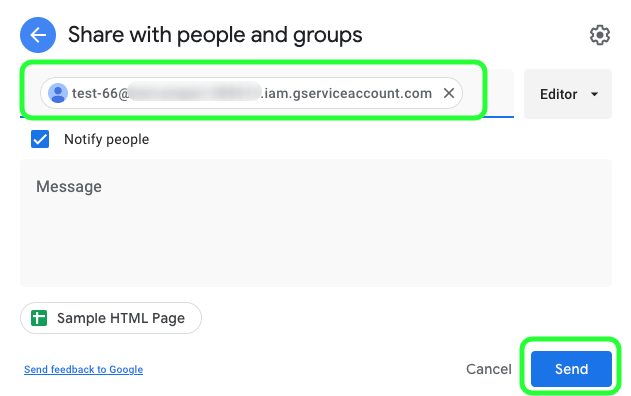 Share with people and groups
test-66@ .iam.gserviceaccount.com
Editor
Notify people
Message
Sample HTML Page
Send feedback to Google
Cancel
Send